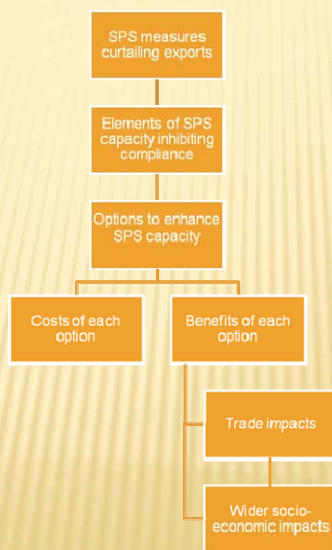 SPS measures
curtailing exports
Elements of SPS
capacity inhibiting
compliance
Options to enhance
SPS capacity
Costs of each
option
Benefits of each
option
Trade impacts
Wider socio-
economic impacts